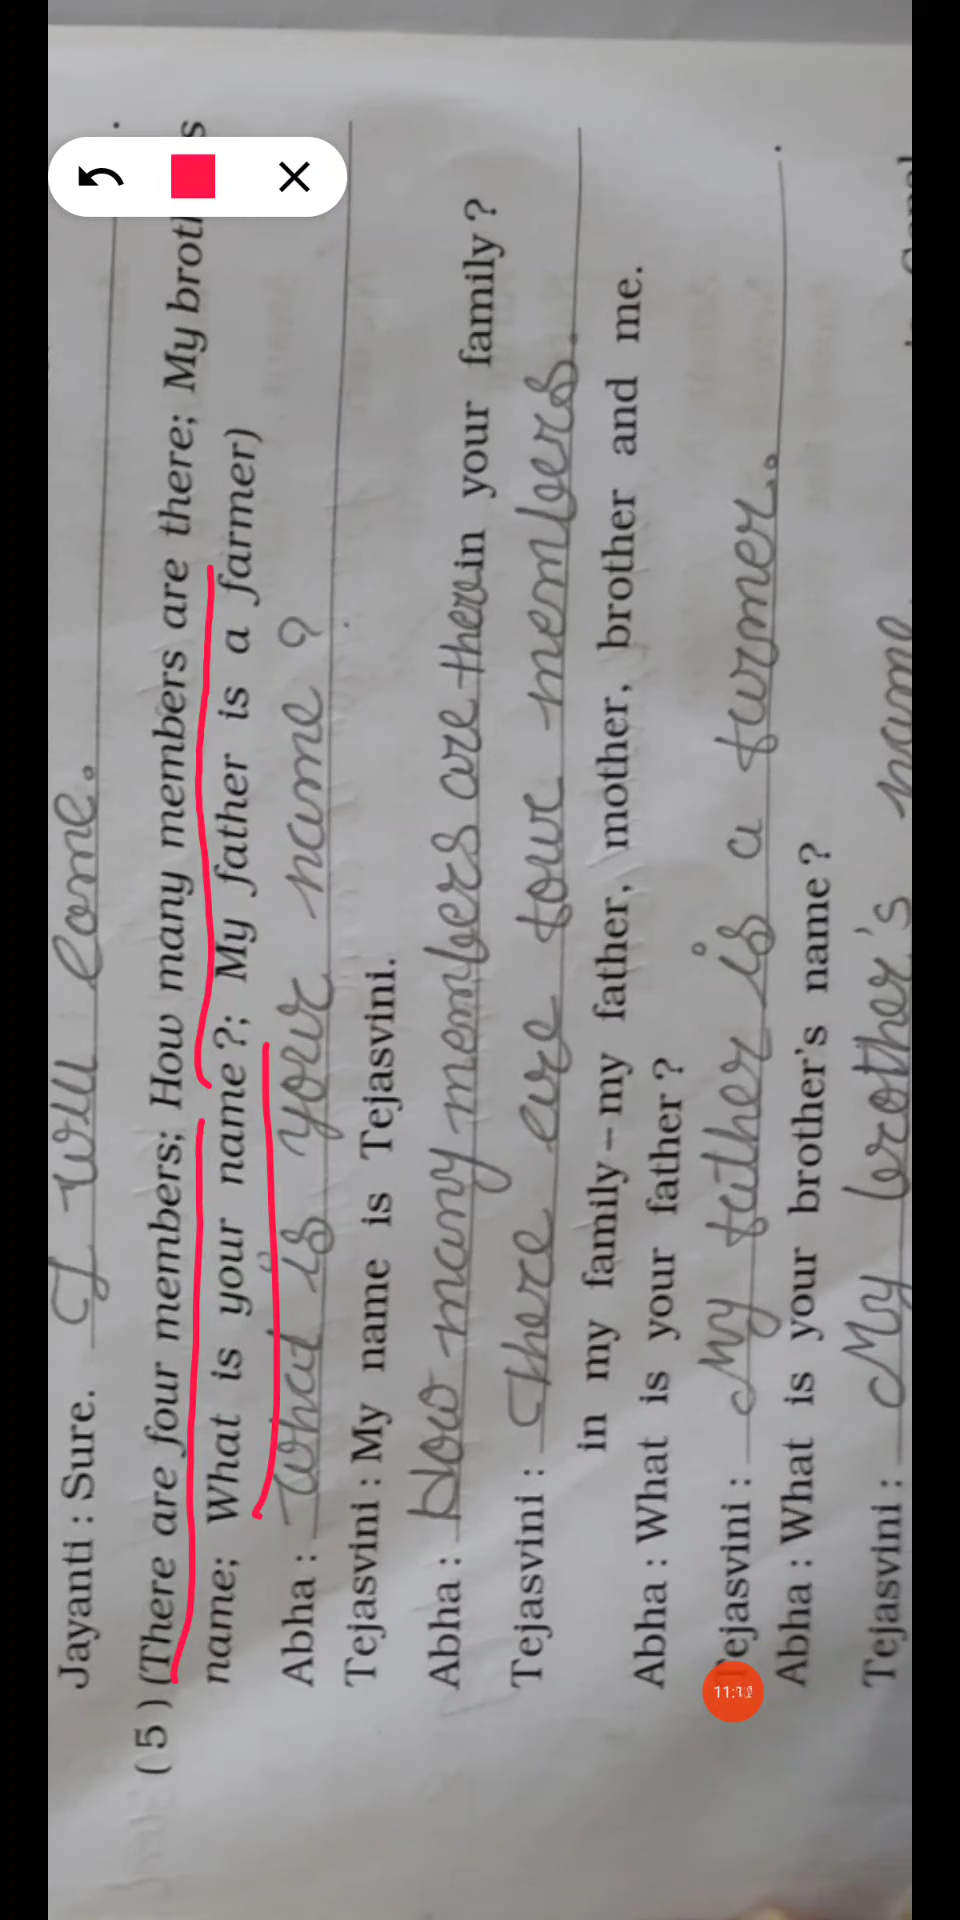 Jayanti : Sure. I will come.
(5) (There are four members; How many members are there; My
name; What is your name?; My father is a farmer)
Abha : What is your name ?
Tejasvini : My name is Tejasvini.
Abha : How many members are there in your family?
Tejasvini : There are four members.
in my family – my father, mother, brother and me.
Abha : What is your father?
Tejasvini : My father is a farmer.
Abha : What is your brother's name?
Tejasvini : My brother's name